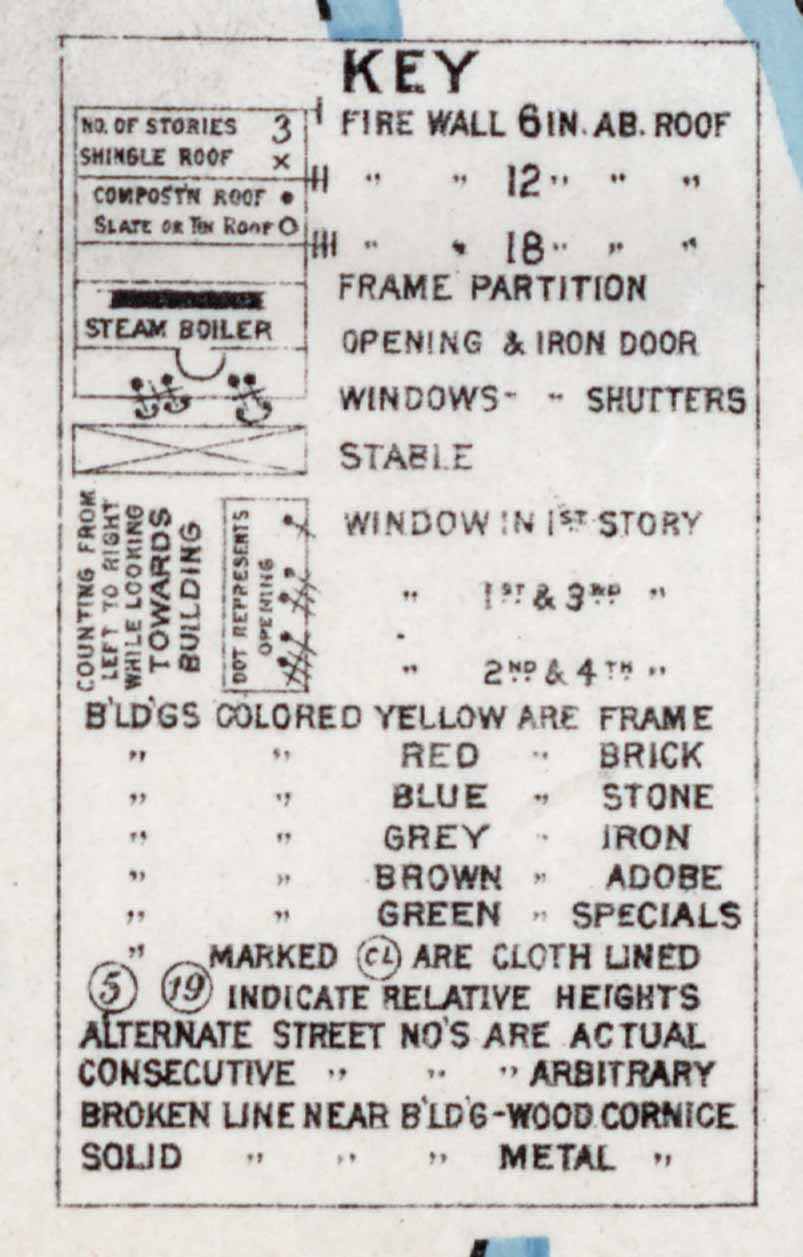 KEY
NO. OF STORIES 3
SHINGLE ROOF x
COMPOST'N ROOF •
SLATE OR TIN ROOF O
STEAM BOILER
FIRE WALL 6 IN. AB. ROOF
" " 12 " " "
" " 18 " " "
FRAME PARTITION
OPENING & IRON DOOR
WINDOWS - " SHUTTERS
STABLE
COUNTING FROM
LEFT TO RIGHT
WHILE LOOKING
TOWARDS
BUILDING
DOT REPRESENTS
OPENING
WINDOW IN 1ST STORY
" 1ST & 3RD "
" 2ND & 4TH "
B'LD'GS COLORED YELLOW ARE FRAME
" " RED " BRICK
" " BLUE " STONE
" " GREY " IRON
" " BROWN " ADOBE
" " GREEN " SPECIALS
" MARKED CL ARE CLOTH LINED
5 19 INDICATE RELATIVE HEIGHTS
ALTERNATE STREET NO'S ARE ACTUAL
CONSECUTIVE " " " ARBITRARY
BROKEN LINE NEAR B'LD'G-WOOD CORNICE
SOLID " " " METAL "